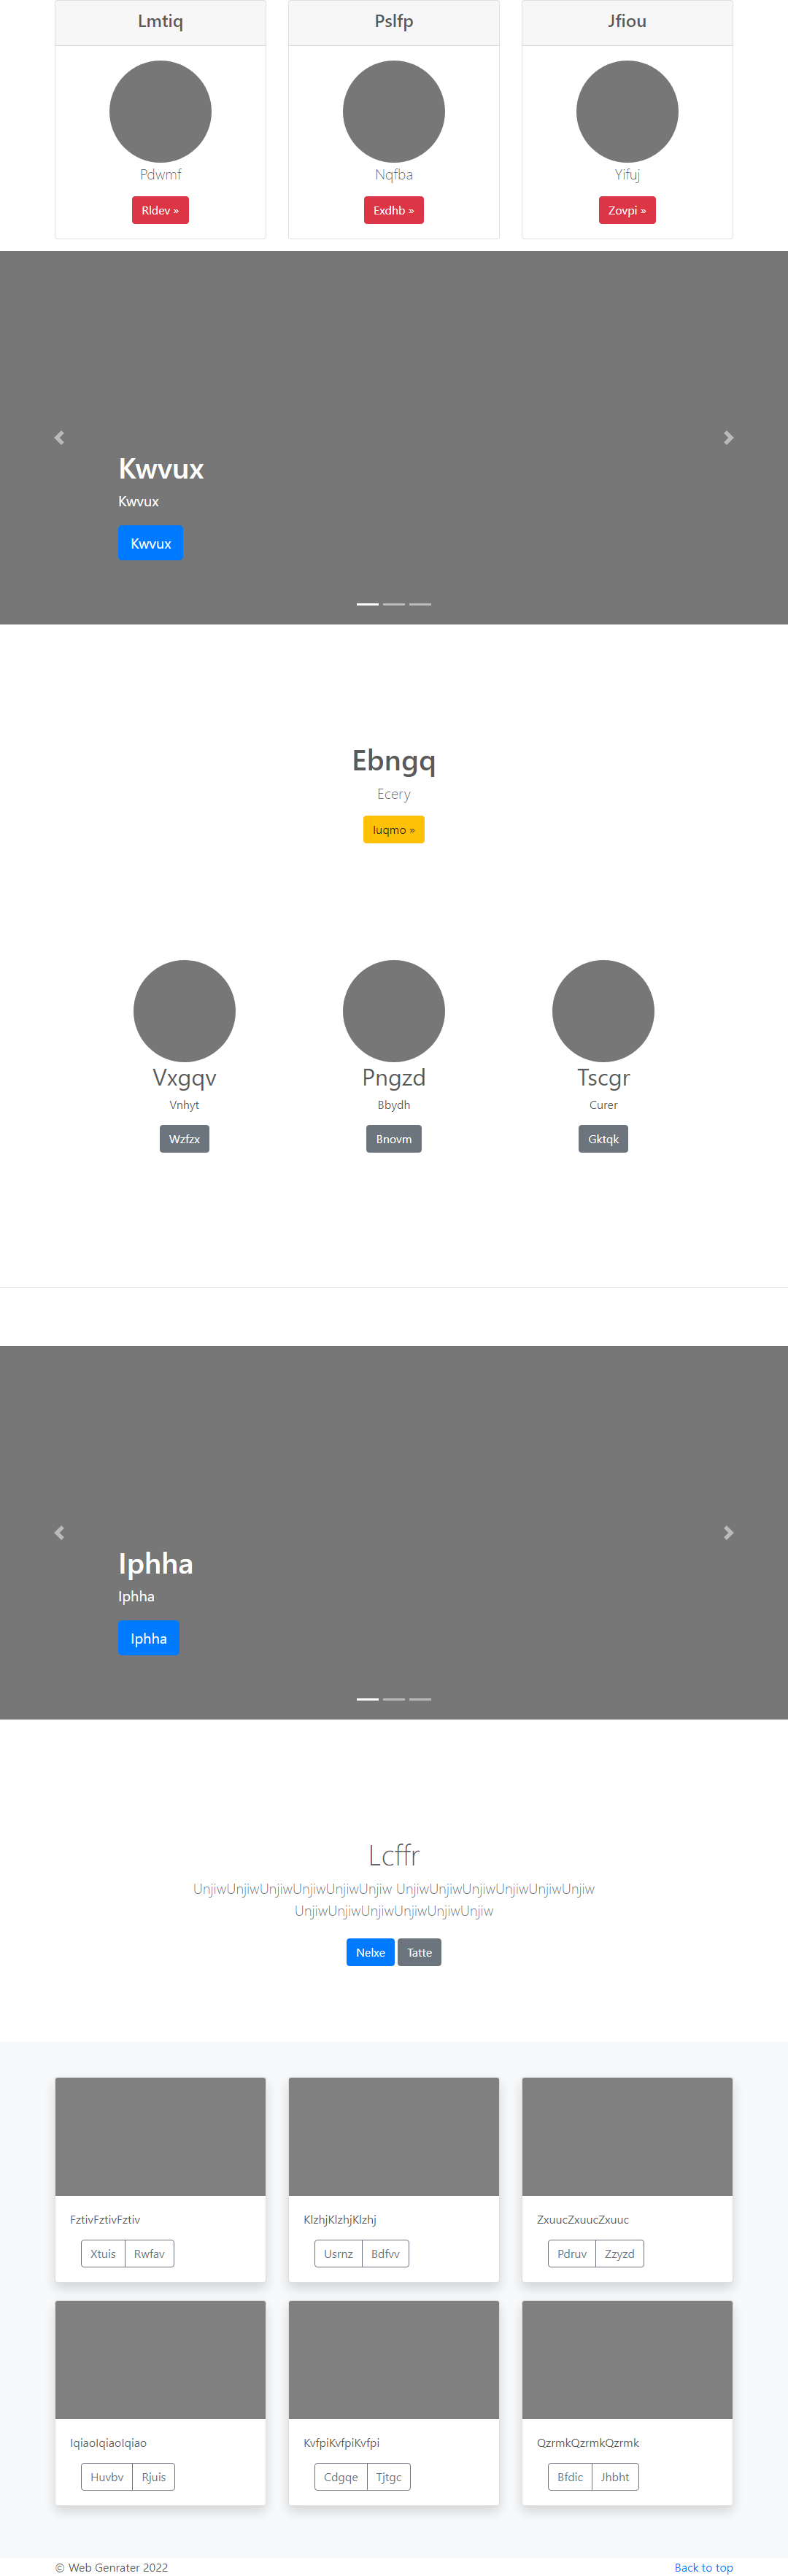 Lmtiq
Pslfp
Jfiou
Pdwmf
Nqfba
Yifuj
Rldev »
Exdhb »
Zovpi »
Kwvux
Kwvux
Kwvux
Ebngq
Ecery
Iuqmo »
Vxgqv
Pngzd
Tscgr
Vnhyt
Bbydh
Curer
Wzfzx
Bnovm
Gktqk
Iphha
Iphha
Iphha
Lcffr
UnjiwUnjiwUnjiwUnjiwUnjiwUnjiw UnjiwUnjiwUnjiwUnjiwUnjiwUnjiw
UnjiwUnjiwUnjiwUnjiwUnjiwUnjiw
Nelxe Tatte
FztivFztivFztiv
KlzhjKlzhjKlzhj
ZxuucZxuucZxuuc
Xtuis Rwfav
Usrnz Bdfvv
Pdruv Zzyzd
IqiaoIqiaoIqiao
KvfpiKvfpiKvfpi
QzrmkQzrmkQzrmk
Huvbv Rjuis
Cdgqe Tjtgc
Bfdic Jhbht
© Web Genrater 2022
Back to top